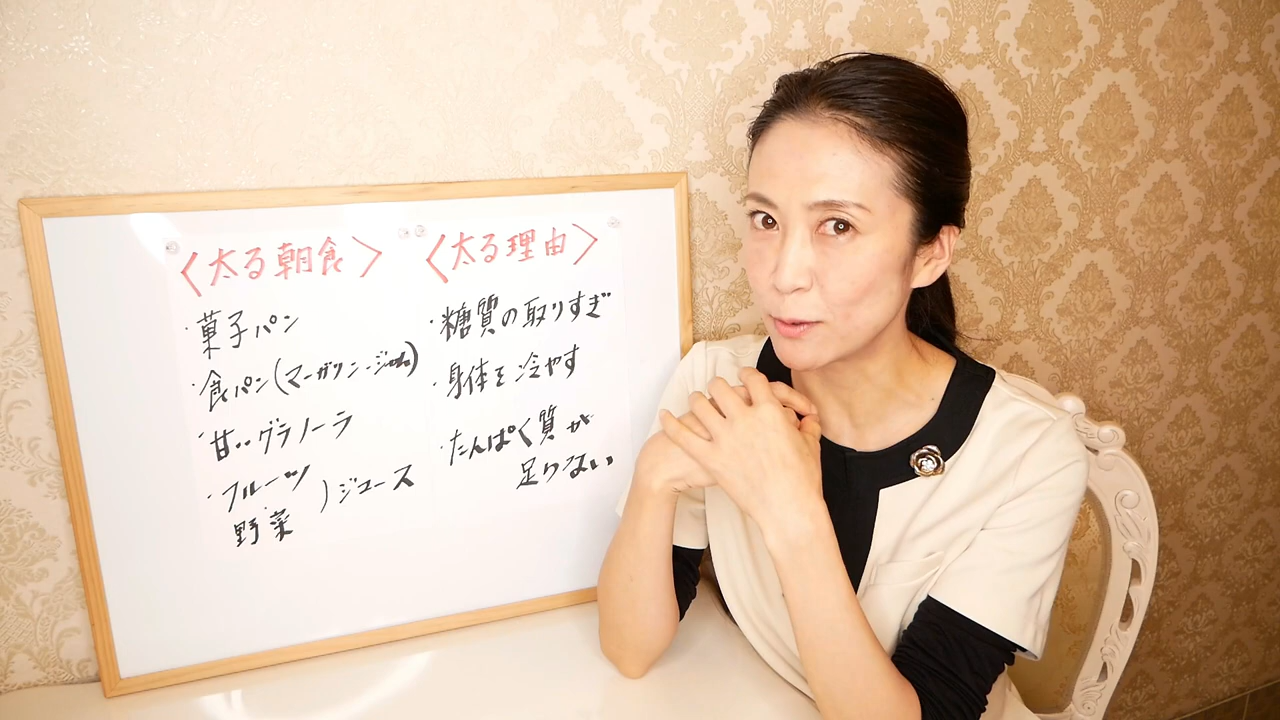 〈太る朝食〉
・菓子パン
・食パン(マーガリン・ジャム)
・甘いグラノーラ
・フルーツ
野菜 )ジュース
〈太る理由〉
・糖質の取りすぎ
・身体を冷やす
・たんぱく質が
足りない